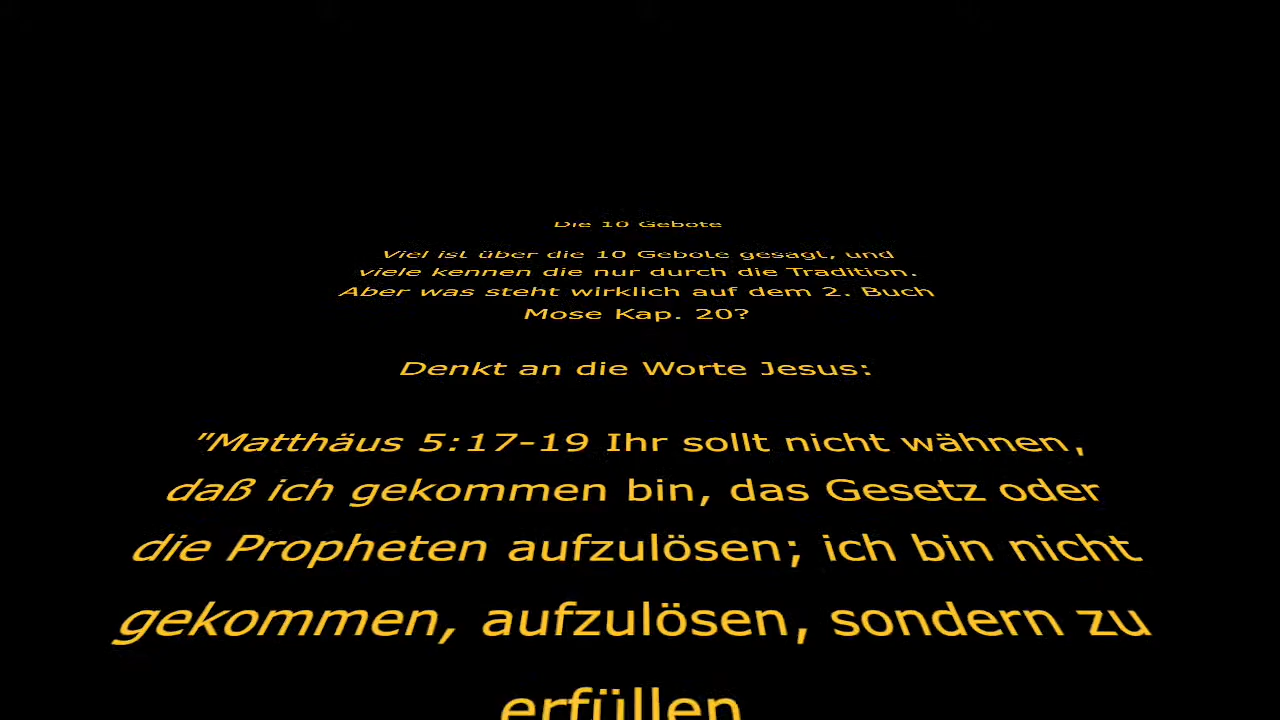 Die 10 Gebote
Viel ist über die 10 Gebote gesagt, und
viele kennen die nur durch die Tradition.
Aber was steht wirklich auf dem 2. Buch
Mose Kap. 20?
Denkt an die Worte Jesus:
"Matthäus 5:17-19 Ihr sollt nicht wähnen,
daß ich gekommen bin, das Gesetz oder
die Propheten aufzulösen; ich bin nicht
gekommen, aufzulösen, sondern zu
erfüllen